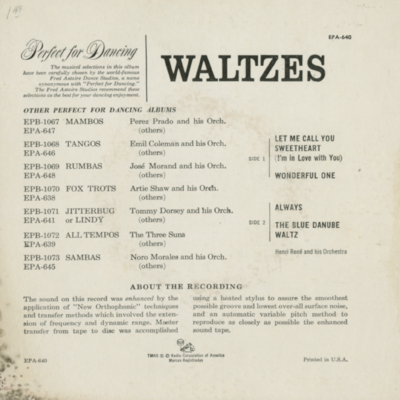 EPA-640
Perfect for Dancing
WALTZES
The musical selections in this album
have been carefully chosen by the world-famous
Fred Astaire Dance Studios, a name
synonymous with "Perfect for Dancing."
The Fred Astaire Studios recommend these
selections as the best for your dancing enjoyment.
OTHER PERFECT FOR DANCING ALBUMS
EPB-1067 MAMBOS Perez Prado and his Orch.
EPA-647 (others)
EPB-1068 TANGOS Emil Coleman and his Orch.
EPA-646 (others)
EPB-1069 RUMBAS José Morand and his Orch.
EPA-648 (others)
EPB-1070 FOX TROTS Artie Shaw and his Orch.
EPA-638 (others)
EPB-1071 JITTERBUG Tommy Dorsey and his Orch.
EPA-641 or LINDY (others)
EPB-1072 ALL TEMPOS The Three Suns
EPA-639 (others)
EPB-1073 SAMBAS Noro Morales and his Orch.
EPA-645 (others)
SIDE 1
LET ME CALL YOU
SWEETHEART
(I'm in Love with You)
WONDERFUL ONE
SIDE 2
ALWAYS
THE BLUE DANUBE
WALTZ
Henri René and his Orchestra
ABOUT THE RECORDING
The sound on this record was enhanced by the
application of "New Orthophonic" techniques
and transfer methods which involved the exten-
sion of frequency and dynamic range. Master
transfer from tape to disc was accomplished
using a heated stylus to assure the smoothest
possible groove and lowest over-all surface noise,
and an automatic variable pitch method to
reproduce as closely as possible the enhanced
sound tape.
EPA-640
TMKS ® © Radio Corporation of America
Marcas Registradas
Printed in U.S.A.